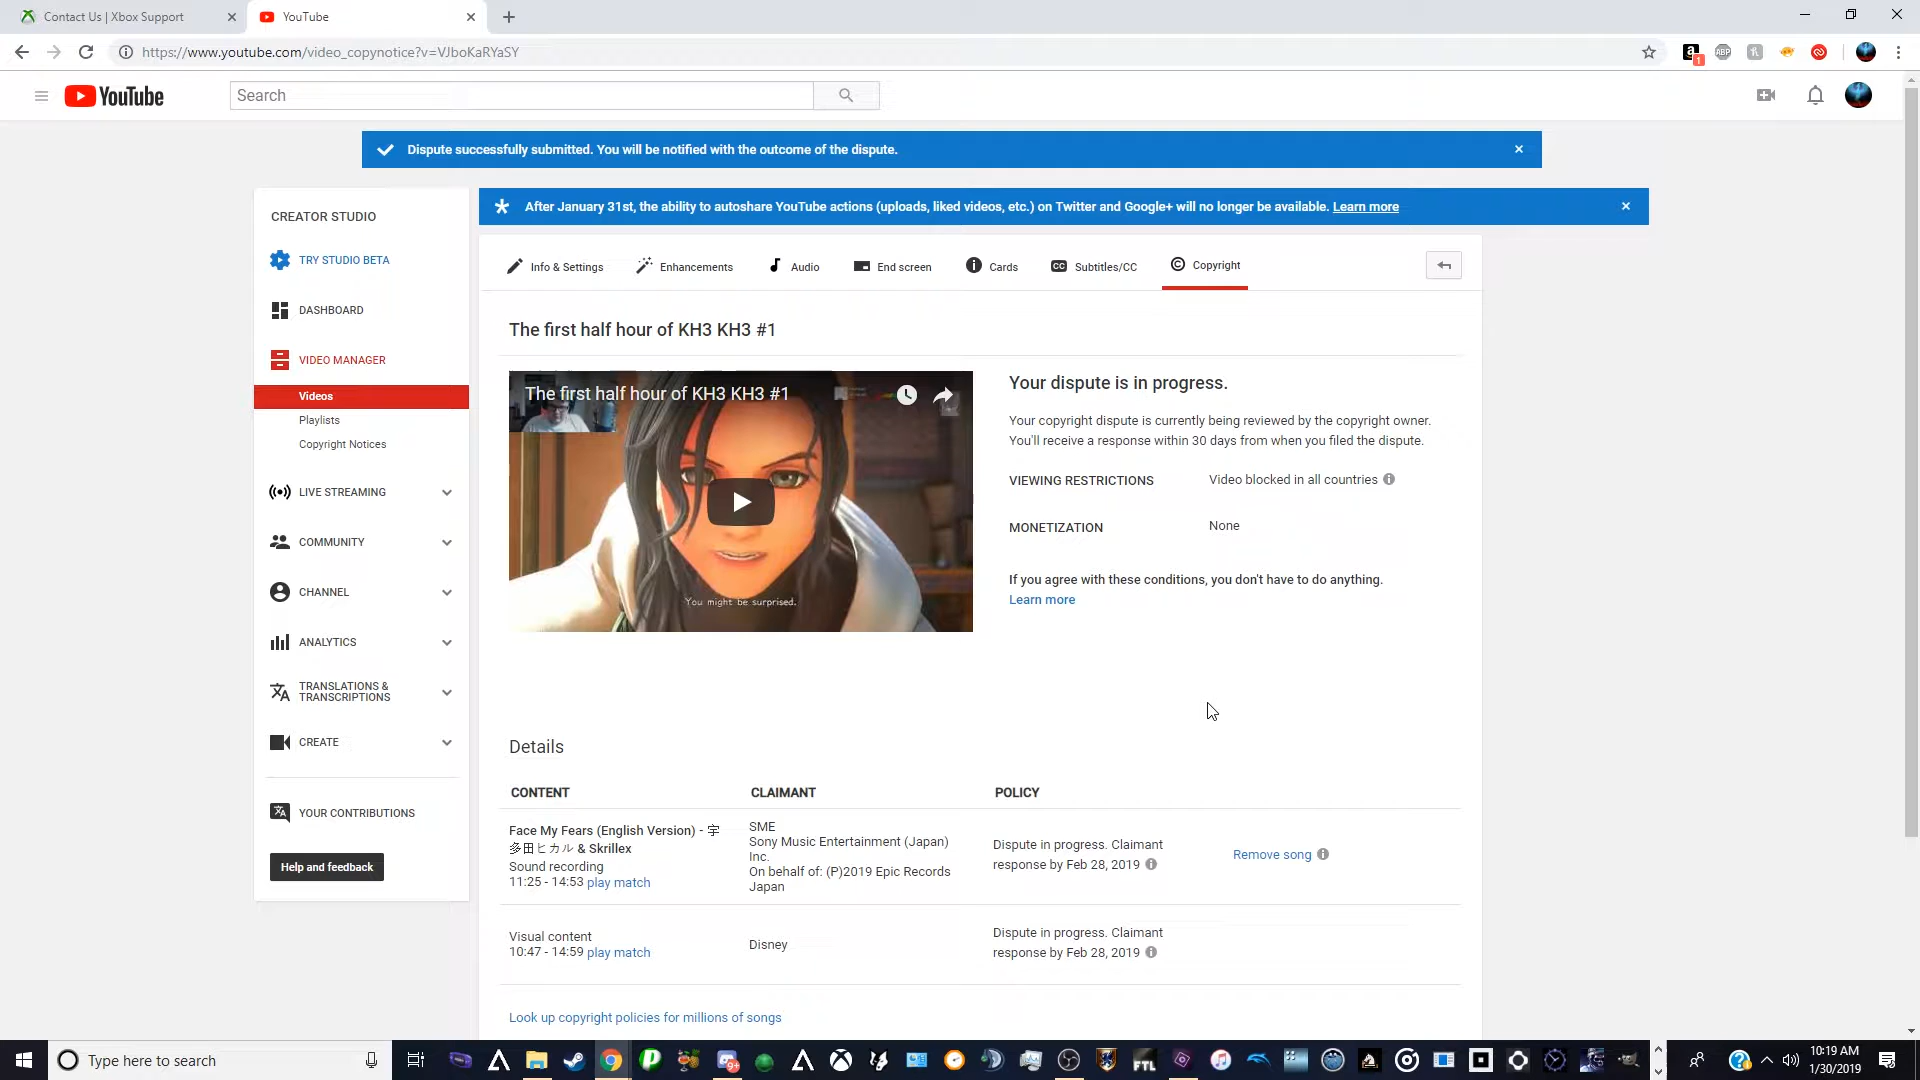 Contact Us | Xbox Support
YouTube
https://www.youtube.com/video_copynotice?v=VJboKaRYaSY
YouTube
Search
Dispute successfully submitted. You will be notified with the outcome of the dispute.
After January 31st, the ability to autoshare YouTube actions (uploads, liked videos, etc.) on Twitter and Google+ will no longer be available. Learn more
CREATOR STUDIO
TRY STUDIO BETA
DASHBOARD
VIDEO MANAGER
Videos
Playlists
Copyright Notices
LIVE STREAMING
COMMUNITY
CHANNEL
ANALYTICS
TRANSLATIONS &
TRANSCRIPTIONS
CREATE
YOUR CONTRIBUTIONS
Help and feedback
Info & Settings
Enhancements
Audio
End screen
Cards
CC Subtitles/CC
Copyright
The first half hour of KH3 KH3 #1
The first half hour of KH3 KH3 #1
You might be surprised.
Your dispute is in progress.
Your copyright dispute is currently being reviewed by the copyright owner.
You'll receive a response within 30 days from when you filed the dispute.
VIEWING RESTRICTIONS Video blocked in all countries
MONETIZATION None
If you agree with these conditions, you don't have to do anything.
Learn more
Details
CONTENT CLAIMANT POLICY
Face My Fears (English Version) - 宇
多田ヒカル & Skrillex
Sound recording
11:25 - 14:53 play match
SME
Sony Music Entertainment (Japan)
Inc.
On behalf of: (P)2019 Epic Records
Japan
Dispute in progress. Claimant
response by Feb 28, 2019
Remove song
Visual content
10:47 - 14:59 play match
Disney
Dispute in progress. Claimant
response by Feb 28, 2019
Look up copyright policies for millions of songs
Type here to search
FTL
10:19 AM
1/30/2019